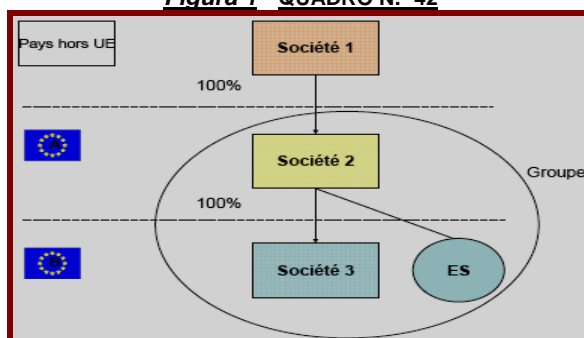 Figura 1 QUADRO N. 42
Pays hors UE
Société 1
100%
A
Société 2
Groupe
100%
B
Société 3
ES